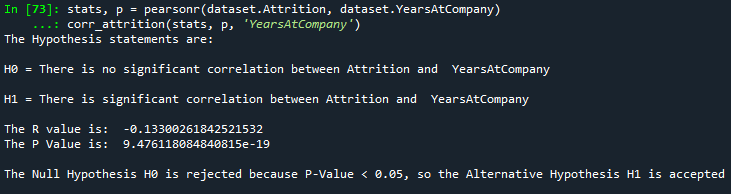 In [73]: stats, p = pearsonr(dataset.Attrition, dataset.YearsAtCompany)
...: corr_attrition(stats, p, 'YearsAtCompany')
The Hypothesis statements are:
H0 = There is no significant correlation between Attrition and  YearsAtCompany
H1 = There is significant correlation between Attrition and  YearsAtCompany
The R value is:  -0.13300261842521532
The P Value is:  9.476118084840815e-19
The Null Hypothesis H0 is rejected because P-Value < 0.05, so the Alternative Hypothesis H1 is accepted